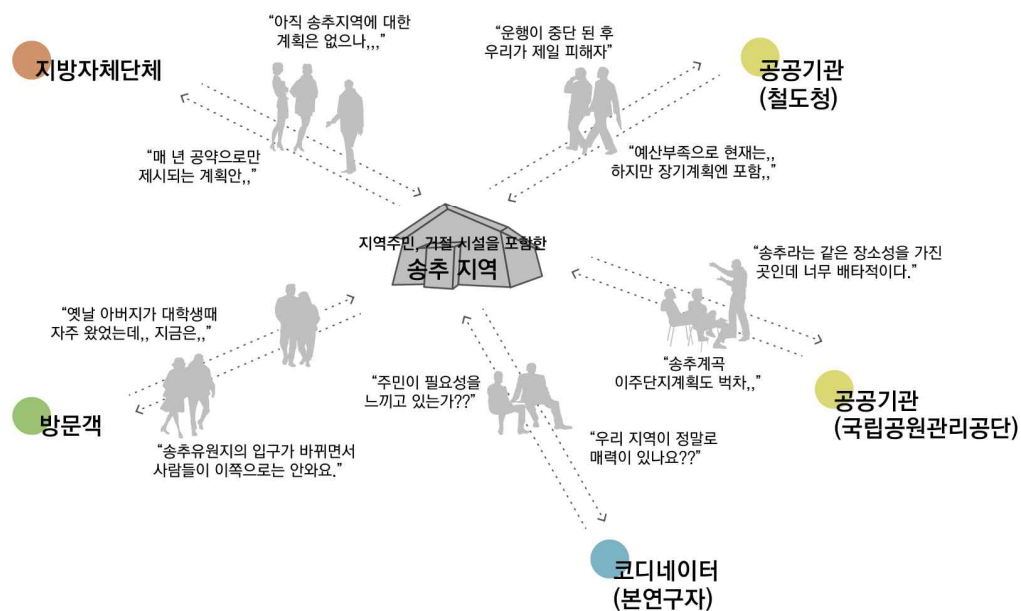 “아직 송추지역에 대한
계획은 없으나,,,”
지방자체단체
“매 년 공약으로만
제시되는 계획안,,”
“운행이 중단 된 후
우리가 제일 피해자”
공공기관
(철도청)
“예산부족으로 현재는,,
하지만 장기계획엔 포함,,”
지역주민, 거절 시설을 포함한
송추 지역
“송추라는 같은 장소성을 가진
곳인데 너무 배타적이다.”
“송추계곡
이주단지계획도 벅차,,”
공공기관
(국립공원관리공단)
“옛날 아버지가 대학생때
자주 왔었는데,, 지금은,,”
방문객
“송추유원지의 입구가 바뀌면서
사람들이 이쪽으로는 안와요.”
“주민이 필요성을
느끼고 있는가??”
“우리 지역이 정말로
매력이 있나요??”
코디네이터
(본연구자)